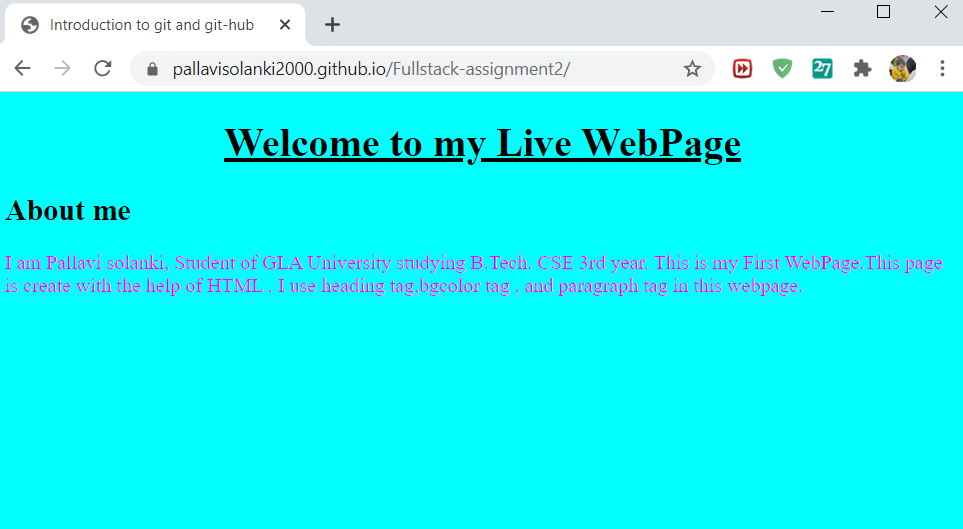 Introduction to git and git-hub
pallavisolanki2000.github.io/Fullstack-assignment2/
27
Welcome to my Live WebPage
About me
I am Pallavi solanki. Student of GLA University studying B.Tech. CSE 3rd year. This is my First WebPage.This page
is create with the help of HTML . I use heading tag,bgcolor tag , and paragraph tag in this webpage.